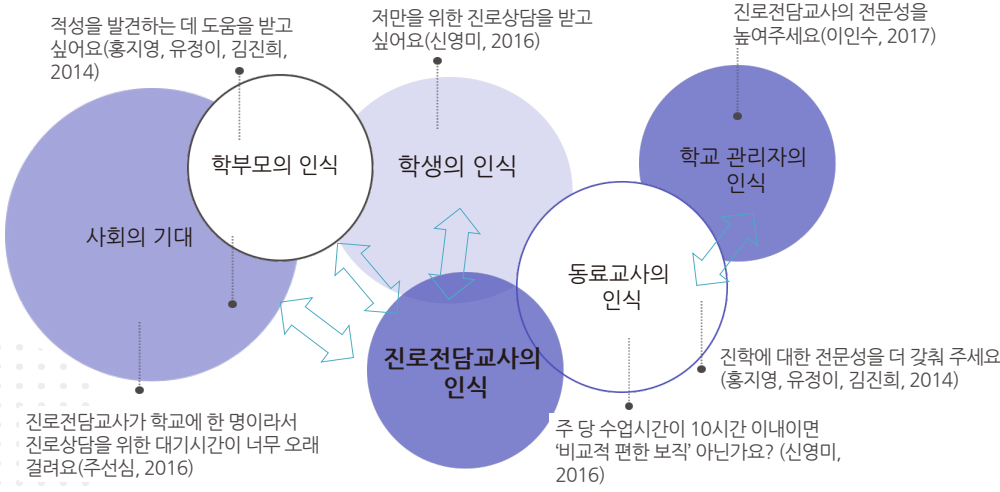 적성을 발견하는 데 도움을 받고
싶어요(홍지영, 유정이, 김진희,
2014)
저만을 위한 진로상담을 받고
싶어요(신영미, 2016)
진로전담교사의 전문성을
높여주세요(이인수, 2017)
학부모의 인식
학생의 인식
학교 관리자의
인식
사회의 기대
동료교사의
인식
진로전담교사의
인식
진학에 대한 전문성을 더 갖춰 주세요
(홍지영, 유정이, 김진희, 2014)
진로전담교사가 학교에 한 명이라서
진로상담을 위한 대기시간이 너무 오래
걸려요(주선심, 2016)
주 당 수업시간이 10시간 이내이면
‘비교적 편한 보직’ 아닌가요? (신영미,
2016)